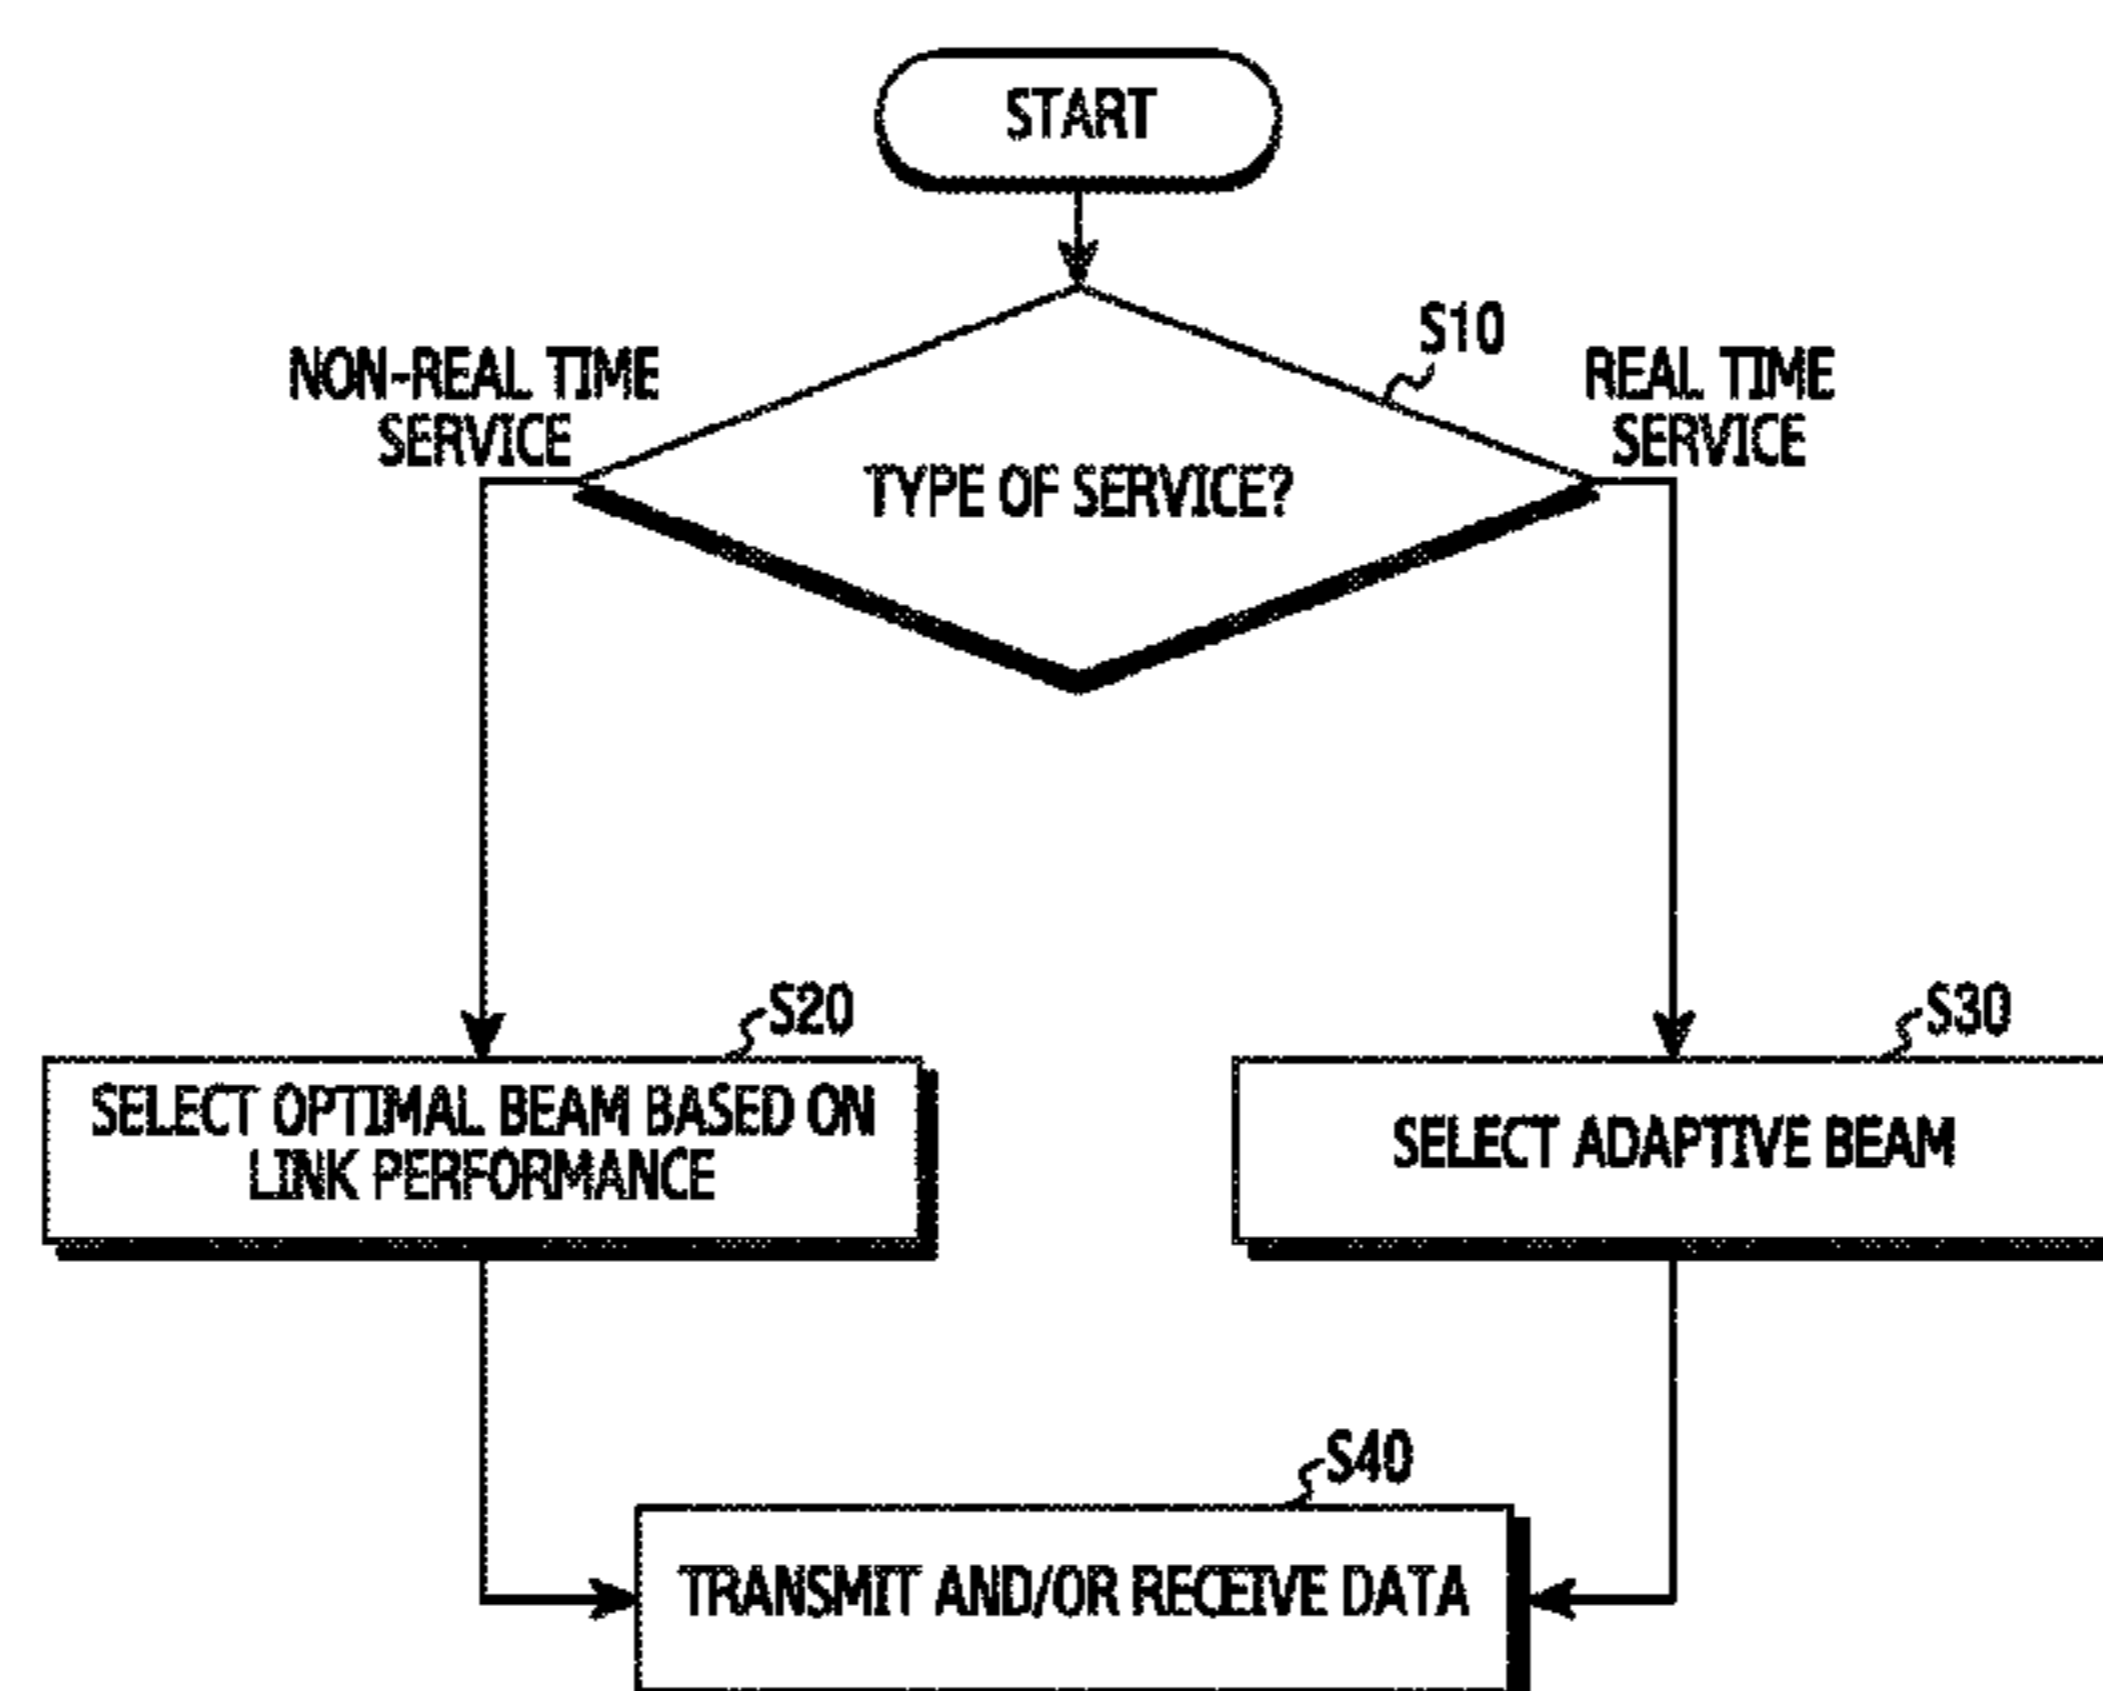 START
S10
NON-REAL TIME
SERVICE
REAL TIME
SERVICE
TYPE OF SERVICE?
S20
S30
SELECT OPTIMAL BEAM BASED ON
LINK PERFORMANCE
SELECT ADAPTIVE BEAM
S40
TRANSMIT AND/OR RECEIVE DATA